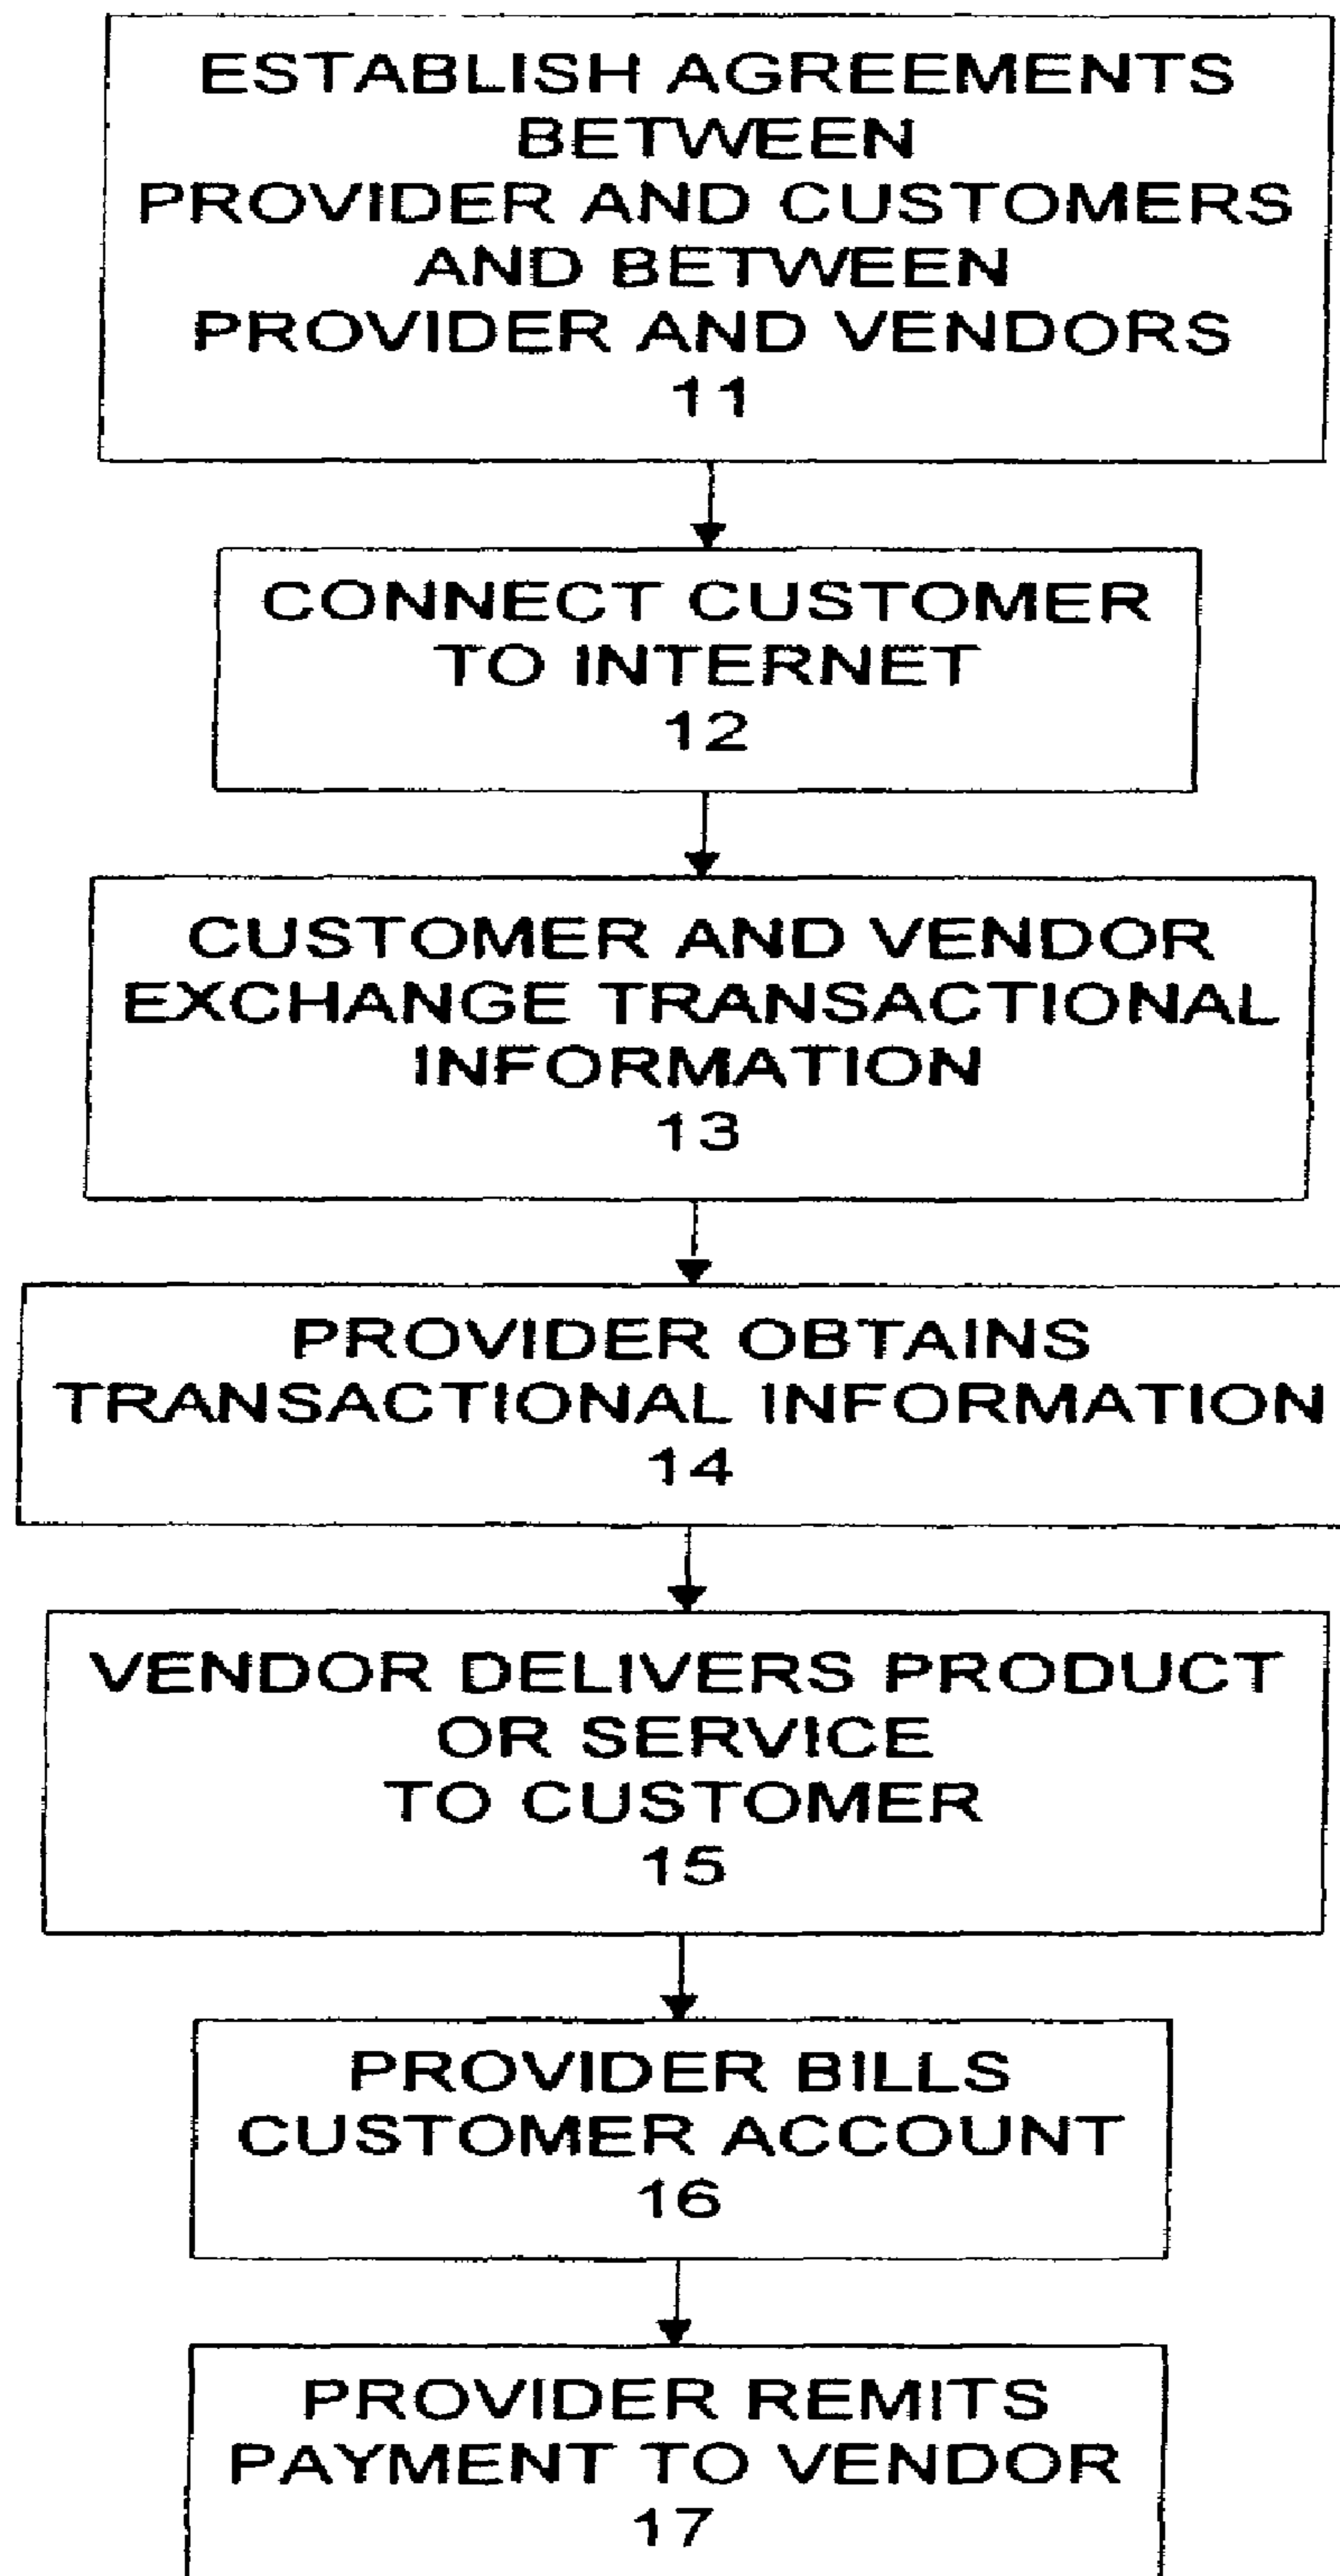 ESTABLISH AGREEMENTS
BETWEEN
PROVIDER AND CUSTOMERS
AND BETWEEN
PROVIDER AND VENDORS
11
CONNECT CUSTOMER
TO INTERNET
12
CUSTOMER AND VENDOR
EXCHANGE TRANSACTIONAL
INFORMATION
13
PROVIDER OBTAINS
TRANSACTIONAL INFORMATION
14
VENDOR DELIVERS PRODUCT
OR SERVICE
TO CUSTOMER
15
PROVIDER BILLS
CUSTOMER ACCOUNT
16
PROVIDER REMITS
PAYMENT TO VENDOR
17